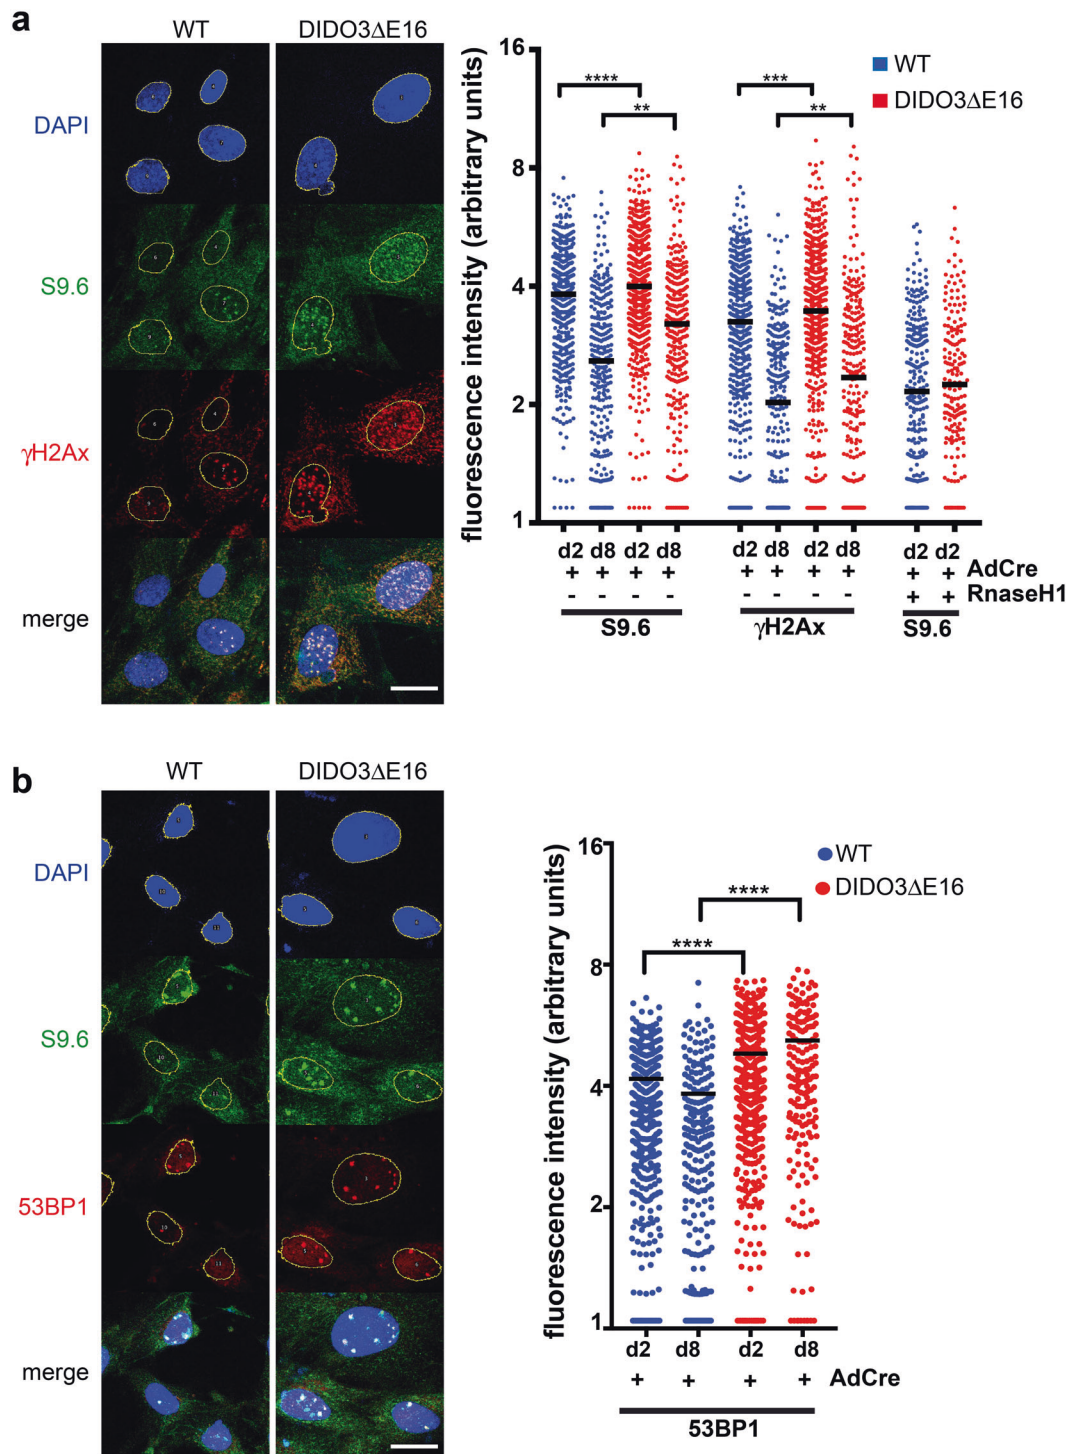 a
WT
DIDO3ΔE16
DAPI
S9.6
γH2Ax
merge
fluorescence intensity (arbitrary units)
16
8
4
2
1
**** ***
** **
WT
DIDO3ΔE16
d2 d8 d2 d8 d2 d8 d2 d8 d2 d2
+ + + + + + + + + + AdCre
- - - - - - - - + + RnaseH1
S9.6 γH2Ax S9.6
b
WT
DIDO3ΔE16
DAPI
S9.6
53BP1
merge
fluorescence intensity (arbitrary units)
16
8
4
2
1
****
****
WT
DIDO3ΔE16
d2 d8 d2 d8
+ + + + AdCre
53BP1